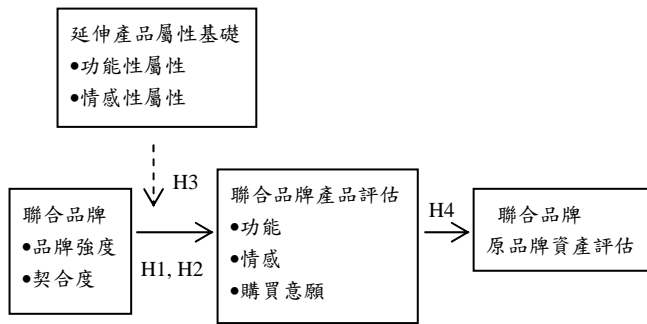 延伸產品屬性基礎
•功能性屬性
•情感性屬性
H3
聯合品牌
•品牌強度
•契合度
H1, H2
聯合品牌產品評估
•功能
•情感
•購買意願
H4
聯合品牌
原品牌資產評估